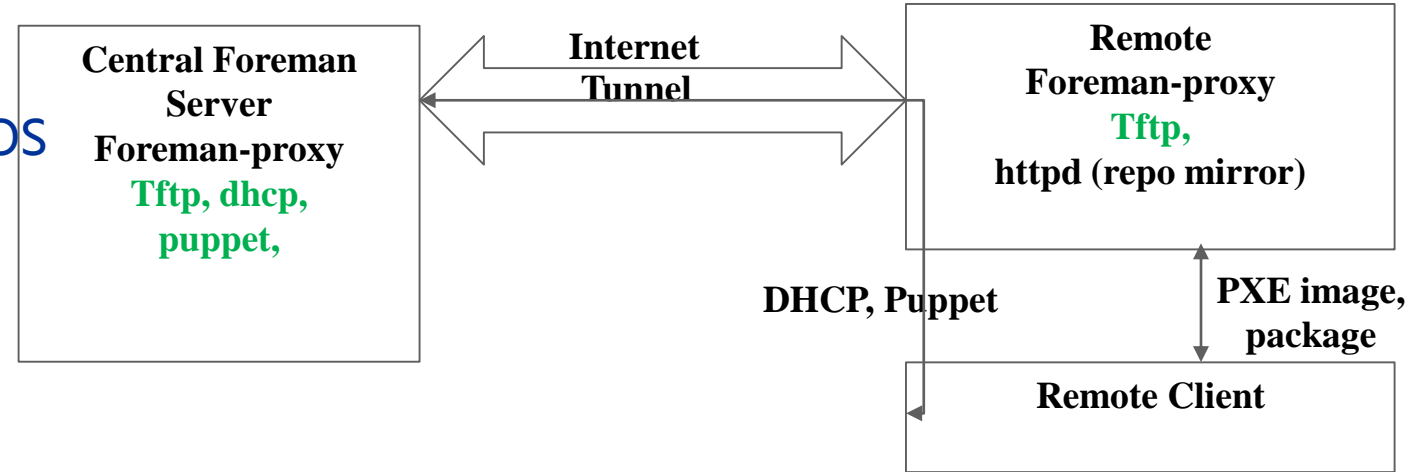 Central Foreman
Server
Foreman-proxy
Tftp, dhcp,
puppet,
OS
Internet
Tunnel
Remote
Foreman-proxy
Tftp,
httpd (repo mirror)
DHCP, Puppet
PXE image,
package
Remote Client